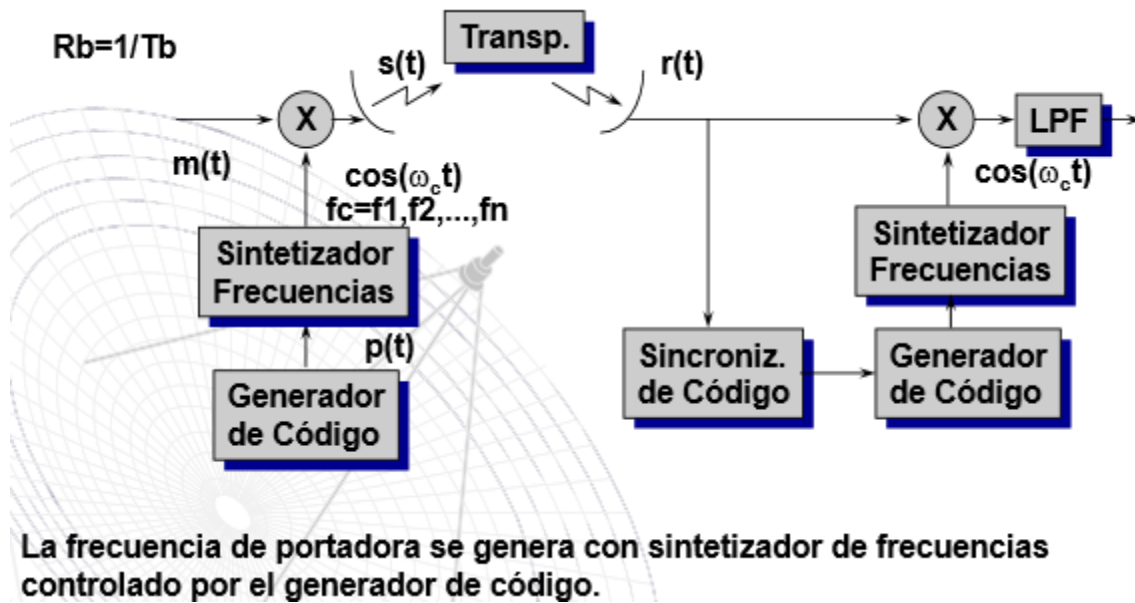 Rb=1/Tb
Transp.
s(t)
r(t)
X
X
LPF
m(t)
cos(ωct)
fc=f1,f2,...,fn
cos(ωct)
Sintetizador
Frecuencias
Sintetizador
Frecuencias
p(t)
Generador
de Código
Sincroniz.
de Código
Generador
de Código
La frecuencia de portadora se genera con sintetizador de frecuencias
controlado por el generador de código.